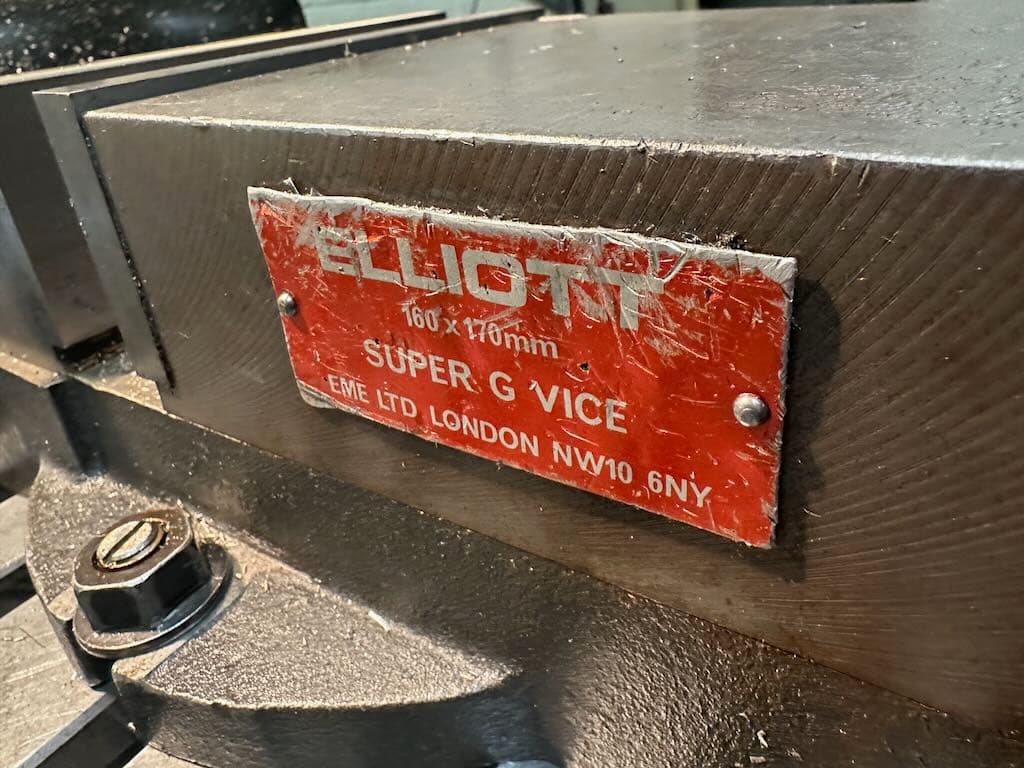 ELLIOTT
160 x 170mm
SUPER G VICE
EME LTD LONDON NW10 6NY